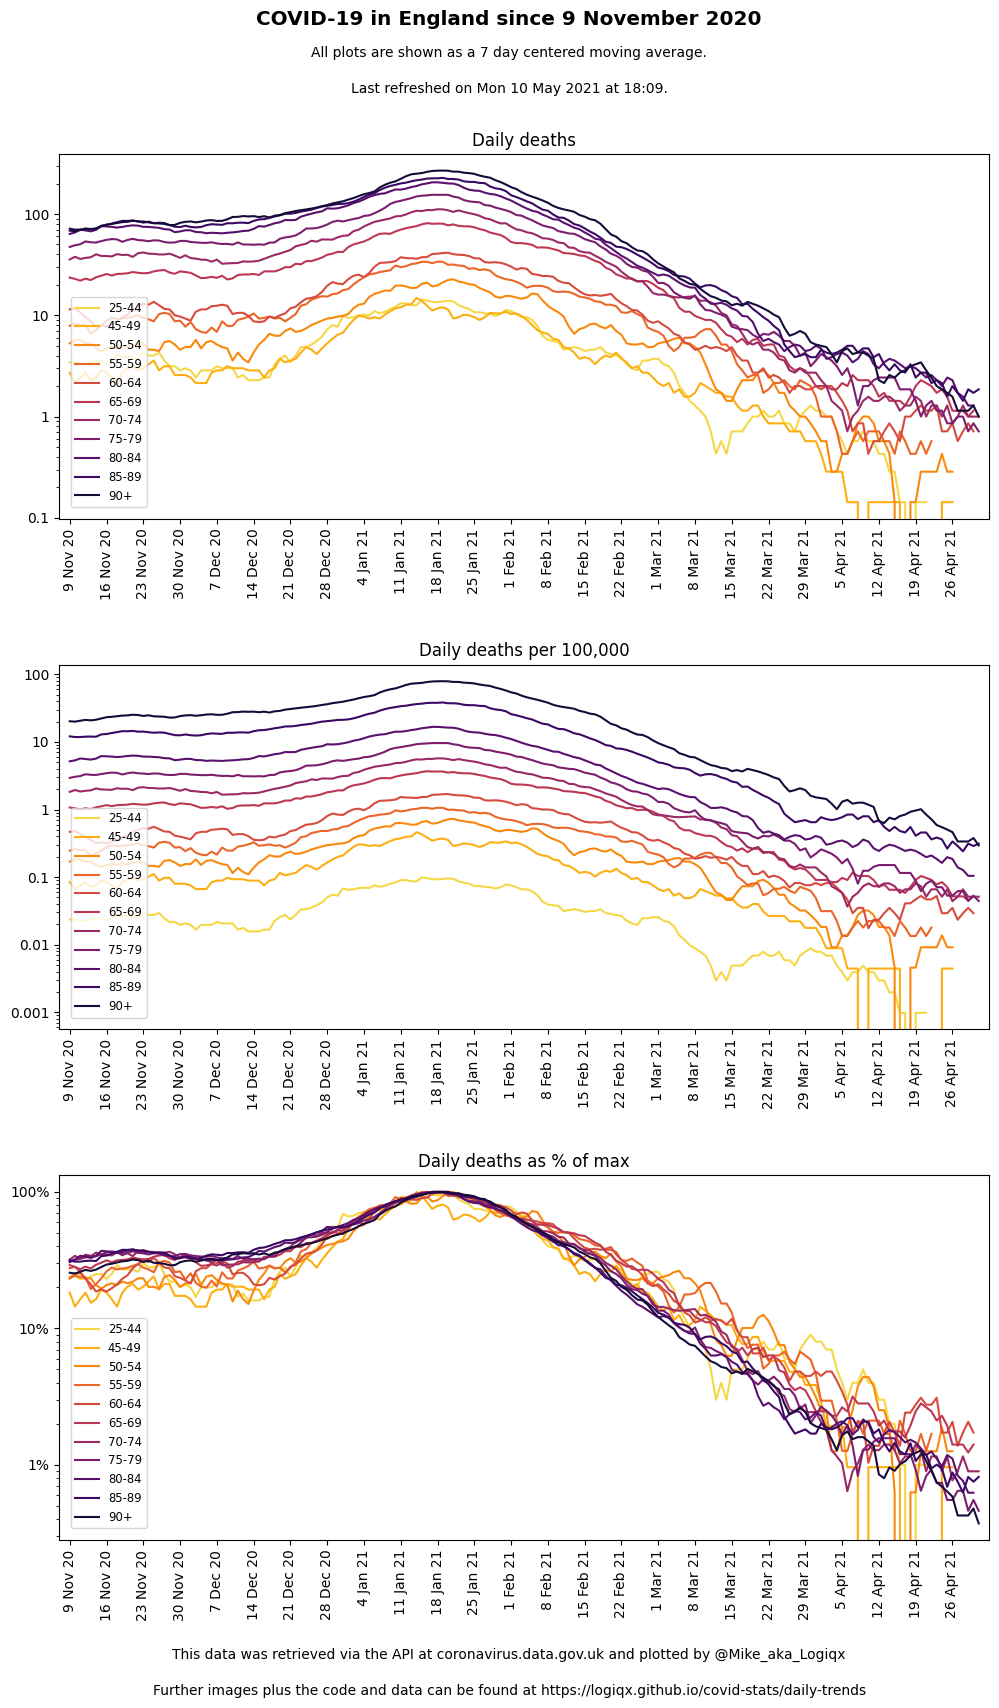 COVID-19 in England since 9 November 2020
All plots are shown as a 7 day centered moving average.
Last refreshed on Mon 10 May 2021 at 18:09.
Daily deaths
100
10
1
0.1
25-44
45-49
50-54
55-59
60-64
65-69
70-74
75-79
80-84
85-89
90+
9 Nov 20
16 Nov 20
23 Nov 20
30 Nov 20
7 Dec 20
14 Dec 20
21 Dec 20
28 Dec 20
4 Jan 21
11 Jan 21
18 Jan 21
25 Jan 21
1 Feb 21
8 Feb 21
15 Feb 21
22 Feb 21
1 Mar 21
8 Mar 21
15 Mar 21
22 Mar 21
29 Mar 21
5 Apr 21
12 Apr 21
19 Apr 21
26 Apr 21
Daily deaths per 100,000
100
10
1
0.1
0.01
0.001
25-44
45-49
50-54
55-59
60-64
65-69
70-74
75-79
80-84
85-89
90+
9 Nov 20
16 Nov 20
23 Nov 20
30 Nov 20
7 Dec 20
14 Dec 20
21 Dec 20
28 Dec 20
4 Jan 21
11 Jan 21
18 Jan 21
25 Jan 21
1 Feb 21
8 Feb 21
15 Feb 21
22 Feb 21
1 Mar 21
8 Mar 21
15 Mar 21
22 Mar 21
29 Mar 21
5 Apr 21
12 Apr 21
19 Apr 21
26 Apr 21
Daily deaths as % of max
100%
10%
1%
25-44
45-49
50-54
55-59
60-64
65-69
70-74
75-79
80-84
85-89
90+
9 Nov 20
16 Nov 20
23 Nov 20
30 Nov 20
7 Dec 20
14 Dec 20
21 Dec 20
28 Dec 20
4 Jan 21
11 Jan 21
18 Jan 21
25 Jan 21
1 Feb 21
8 Feb 21
15 Feb 21
22 Feb 21
1 Mar 21
8 Mar 21
15 Mar 21
22 Mar 21
29 Mar 21
5 Apr 21
12 Apr 21
19 Apr 21
26 Apr 21
This data was retrieved via the API at coronavirus.data.gov.uk and plotted by @Mike_aka_Logiqx
Further images plus the code and data can be found at https://logiqx.github.io/covid-stats/daily-trends